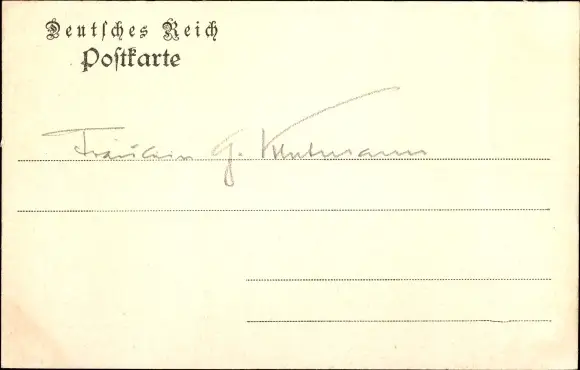 Deutsches Reich
Postkarte
Fräulein G.